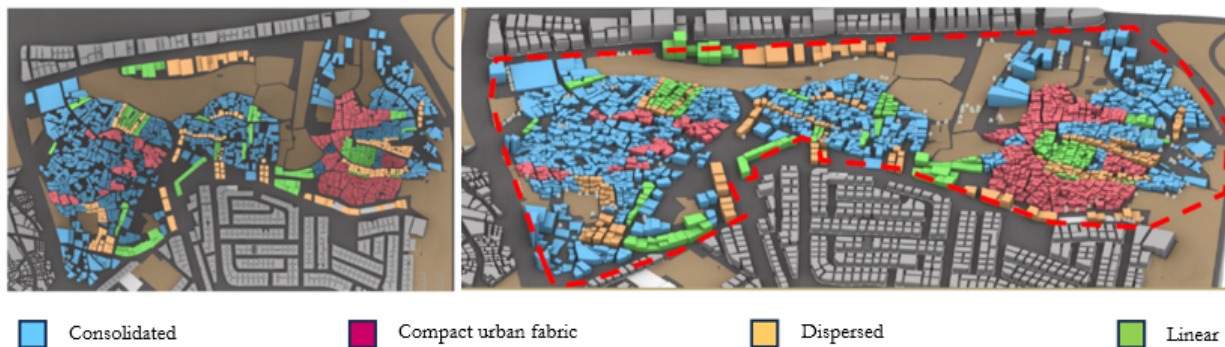 Consolidated
Compact urban fabric
Dispersed
Linear